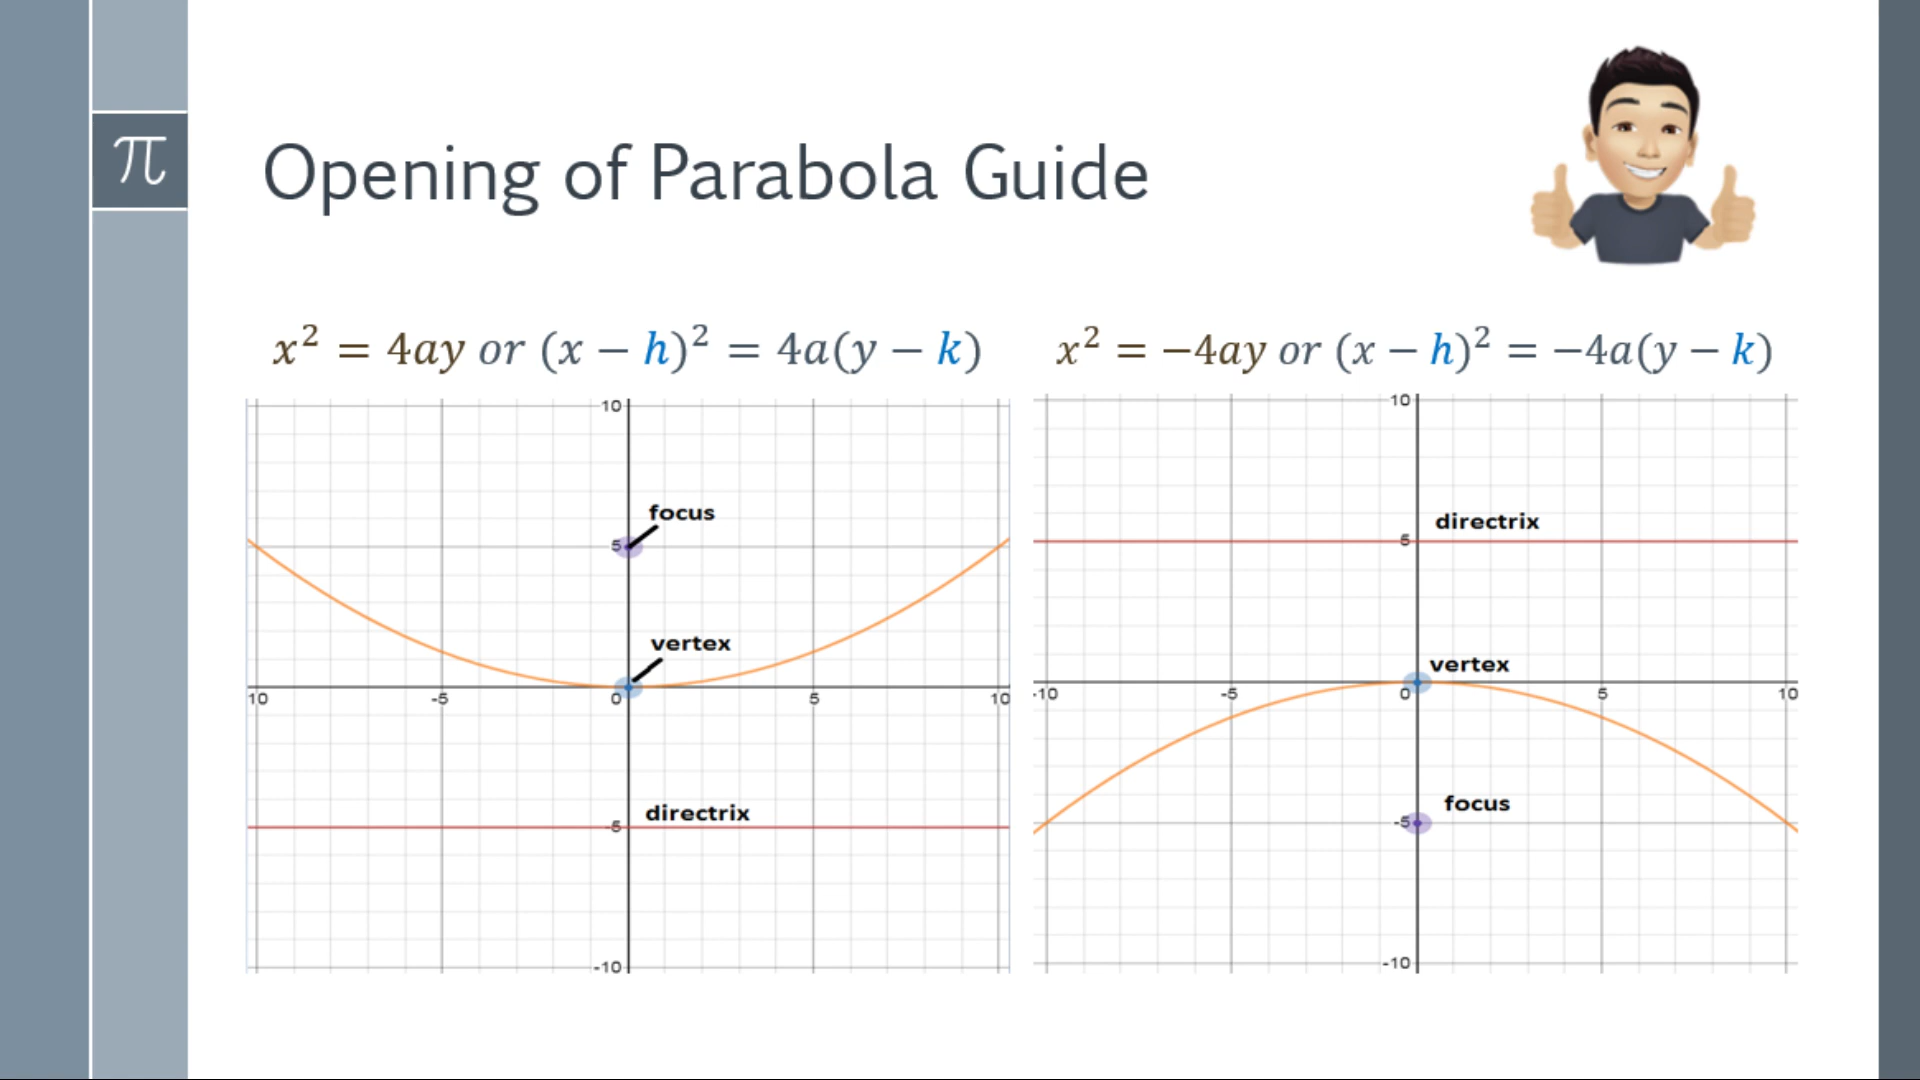 π
Opening of Parabola Guide
x² = 4ay or (x − h)² = 4a(y − k)
10
focus
5
vertex
10 -5 0 5 10
directrix
-5
-10
x² = −4ay or (x − h)² = −4a(y − k)
10
directrix
5
vertex
-10 -5 0 5 10
focus
-5
-10